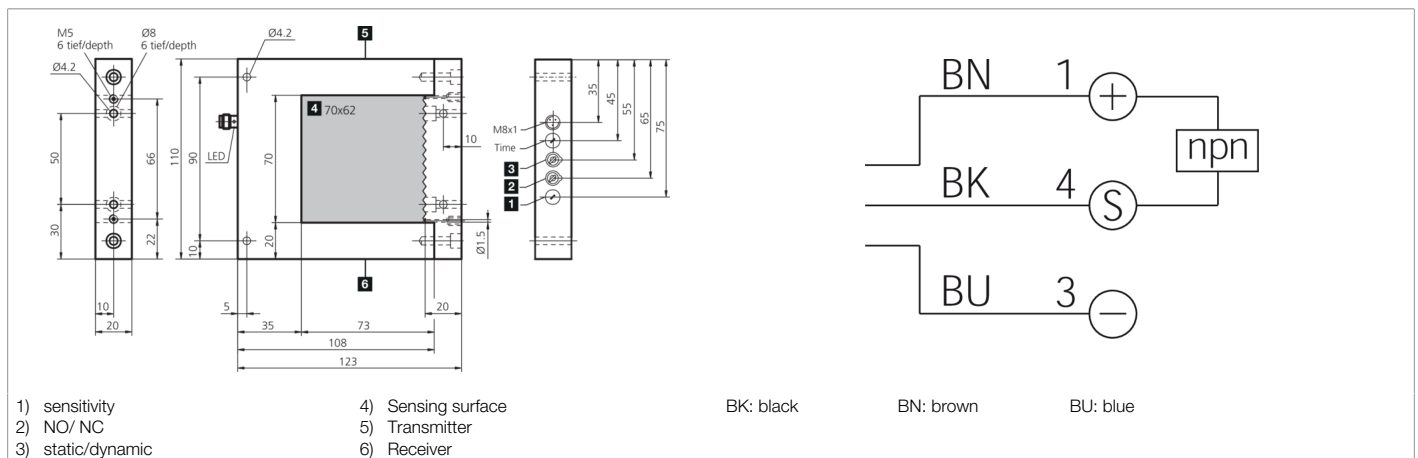 M5
6 tief/depth
Ø8
6 tief/depth
Ø4.2
50
30
66
22
10
20
Ø4.2
5
4 70x62
LED
110
90
10
70
20
10
Ø1.5
6
5
20
35
73
108
123
35
45
55
65
75
M8x1
Time
3
2
1
BN 1 +
npn
BK 4 S
BU 3 –
1) sensitivity
2) NO/ NC
3) static/dynamic
4) Sensing surface
5) Transmitter
6) Receiver
BK: black BN: brown BU: blue